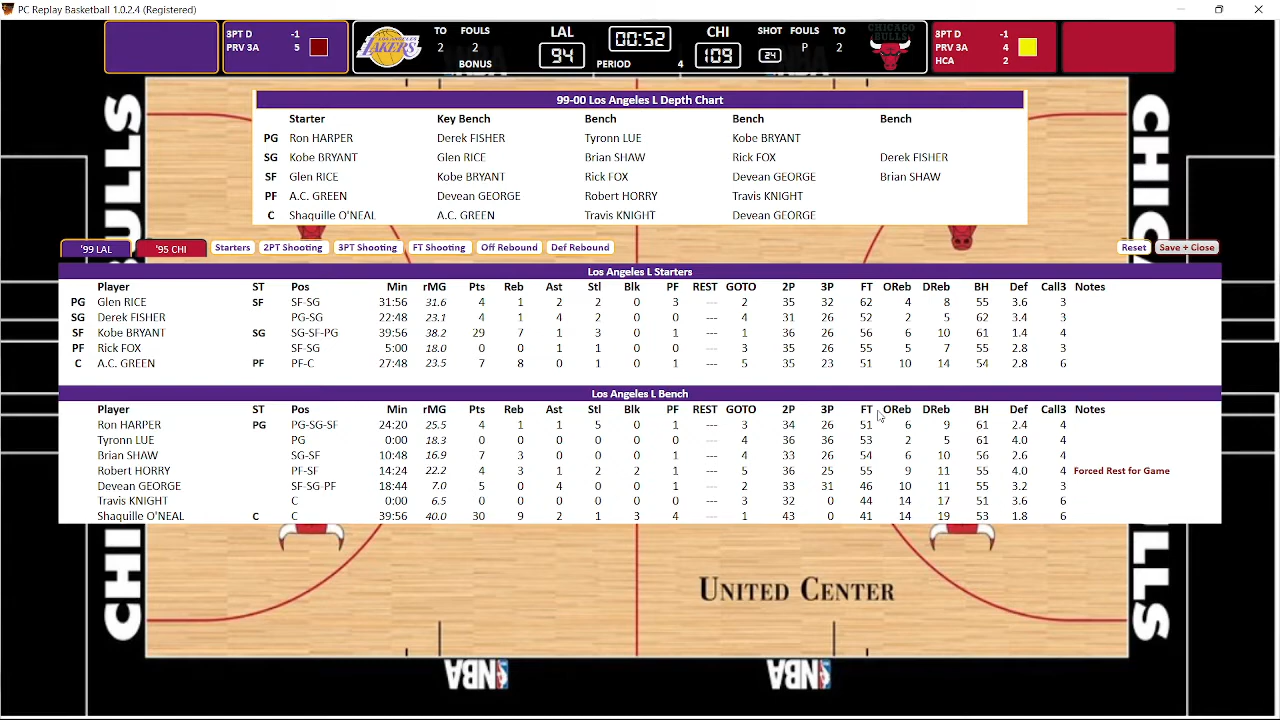 PC Replay Basketball 1.0.2.4 (Registered)
3PT D -1
PRV 3A 5
LOS ANGELES LAKERS
TO FOULS LAL 00:52 CHI SHOT FOULS TO
2 2 94 109 24 P 2
BONUS PERIOD 4
CHICAGO BULLS
3PT D -1
PRV 3A 4
HCA 2
99-00 Los Angeles L Depth Chart
Starter Key Bench Bench Bench Bench
PG Ron HARPER Derek FISHER Tyronn LUE Kobe BRYANT
SG Kobe BRYANT Glen RICE Brian SHAW Rick FOX Derek FISHER
SF Glen RICE Kobe BRYANT Rick FOX Devean GEORGE Brian SHAW
PF A.C. GREEN Devean GEORGE Robert HORRY Travis KNIGHT
C Shaquille O'NEAL A.C. GREEN Travis KNIGHT Devean GEORGE
'99 LAL '95 CHI Starters 2PT Shooting 3PT Shooting FT Shooting Off Rebound Def Rebound Reset Save + Close
Los Angeles L Starters
Player ST Pos Min rMG Pts Reb Ast Stl Blk PF REST GOTO 2P 3P FT OReb DReb BH Def Call3 Notes
PG Glen RICE SF SF-SG 31:56 31.6 4 1 2 2 0 3 --- 2 35 32 62 4 8 55 3.6 3
SG Derek FISHER PG-SG 22:48 23.1 4 1 4 2 0 0 --- 4 31 26 52 2 5 62 3.4 3
SF Kobe BRYANT SG SG-SF-PG 39:56 38.2 29 7 1 3 0 1 --- 1 36 26 56 6 10 61 1.4 4
PF Rick FOX SF-SG 5:00 18.0 0 0 1 1 0 1 --- 3 35 26 55 5 7 55 2.8 3
C A.C. GREEN PF PF-C 27:48 23.5 7 8 0 1 0 1 --- 5 35 23 51 10 14 54 2.8 6
Los Angeles L Bench
Player ST Pos Min rMG Pts Reb Ast Stl Blk PF REST GOTO 2P 3P FT OReb DReb BH Def Call3 Notes
Ron HARPER PG PG-SG-SF 24:20 25.5 4 4 1 5 0 1 --- 3 34 26 51 6 9 61 2.4 4
Tyronn LUE PG 0:00 18.3 0 0 0 0 0 0 --- 4 36 36 53 2 5 61 4.0 4
Brian SHAW SG-SF 10:48 16.9 7 3 1 0 0 1 --- 4 33 26 54 6 10 56 2.6 4
Robert HORRY PF-SF 14:24 22.2 4 3 1 2 2 1 --- 5 36 25 55 9 11 55 4.0 4 Forced Rest for Game
Devean GEORGE SF-SG-PF 18:44 7.0 5 0 4 0 0 1 --- 2 33 31 46 10 11 55 3.2 3
Travis KNIGHT C 0:00 6.5 0 0 0 0 0 0 --- 3 32 0 44 14 17 51 3.6 6
Shaquille O'NEAL C C 39:56 40.0 30 9 2 1 3 4 --- 1 43 0 41 14 19 53 1.8 6
UNITED CENTER
NBA NBA